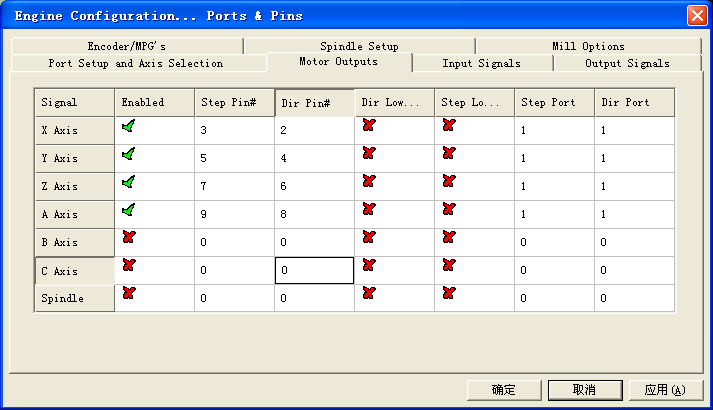 Engine Configuration... Ports & Pins
Encoder/MPG's Spindle Setup Mill Options
Port Setup and Axis Selection Motor Outputs Input Signals Output Signals
Signal Enabled Step Pin# Dir Pin# Dir Low... Step Lo... Step Port Dir Port
X Axis 3 2 1 1
Y Axis 5 4 1 1
Z Axis 7 6 1 1
A Axis 9 8 1 1
B Axis 0 0 0 0
C Axis 0 0 0 0
Spindle 0 0 0 0
确定 取消 应用(A)